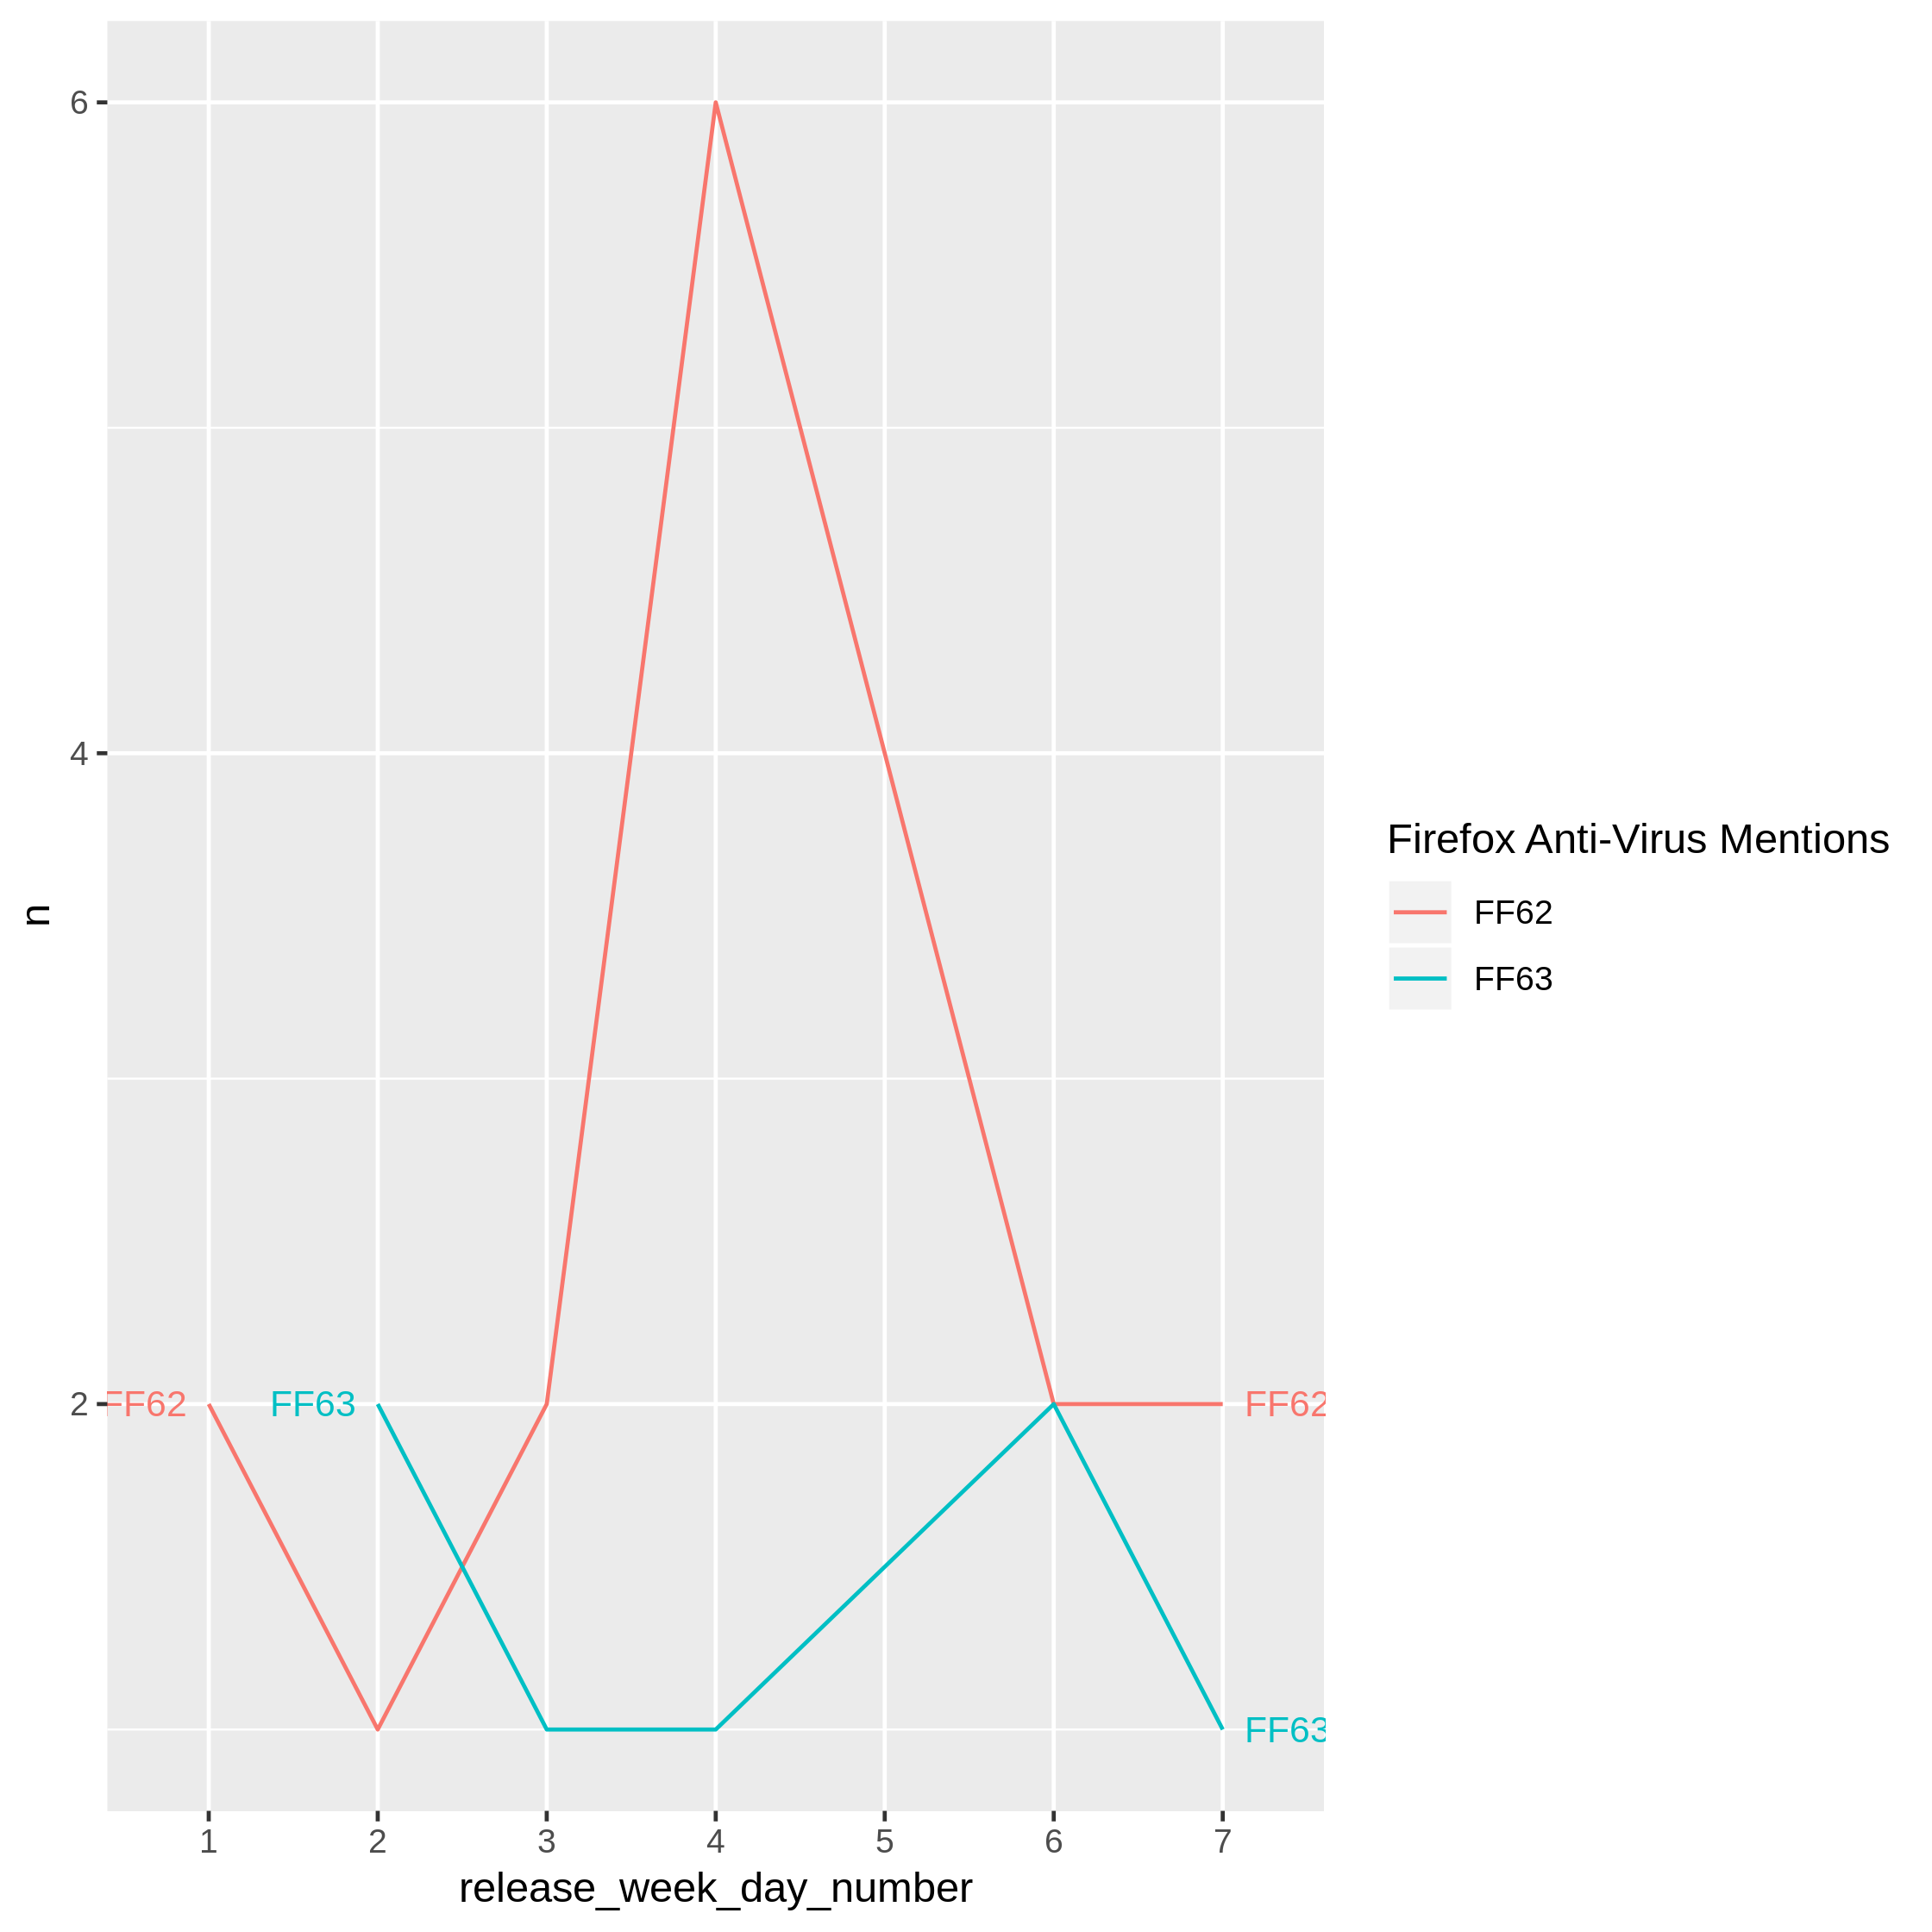 6
4
2
n
FF62
FF63
FF62
FF63
1 2 3 4 5 6 7
release_week_day_number
Firefox Anti-Virus Mentions
FF62
FF63